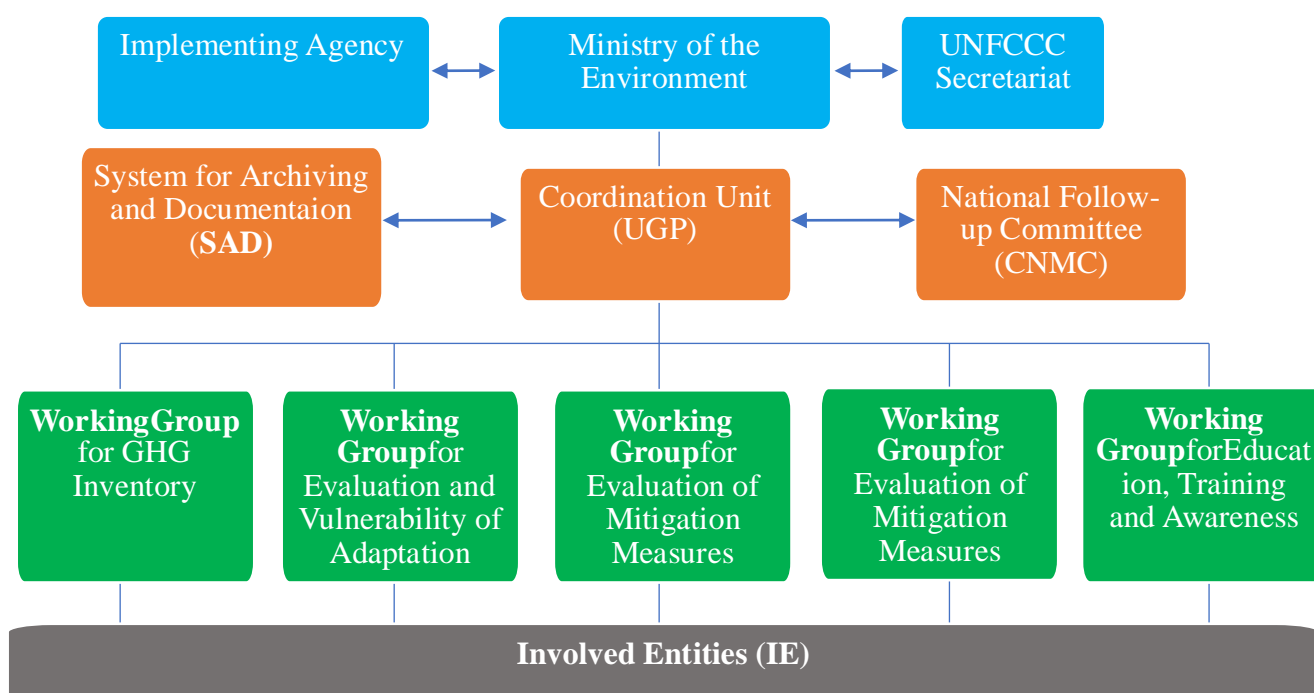 Implementing Agency
Ministry of the
Environment
UNFCCC
Secretariat
System for Archiving
and Documentaion
(SAD)
Coordination Unit
(UGP)
National Follow-
up Committee
(CNMC)
WorkingGroup
for GHG
Inventory
Working
Groupfor
Evaluation and
Vulnerability of
Adaptation
Working
Groupfor
Evaluation of
Mitigation
Measures
Working
Groupfor
Evaluation of
Mitigation
Measures
Working
GroupforEducat
ion, Training
and Awareness
Involved Entities (IE)